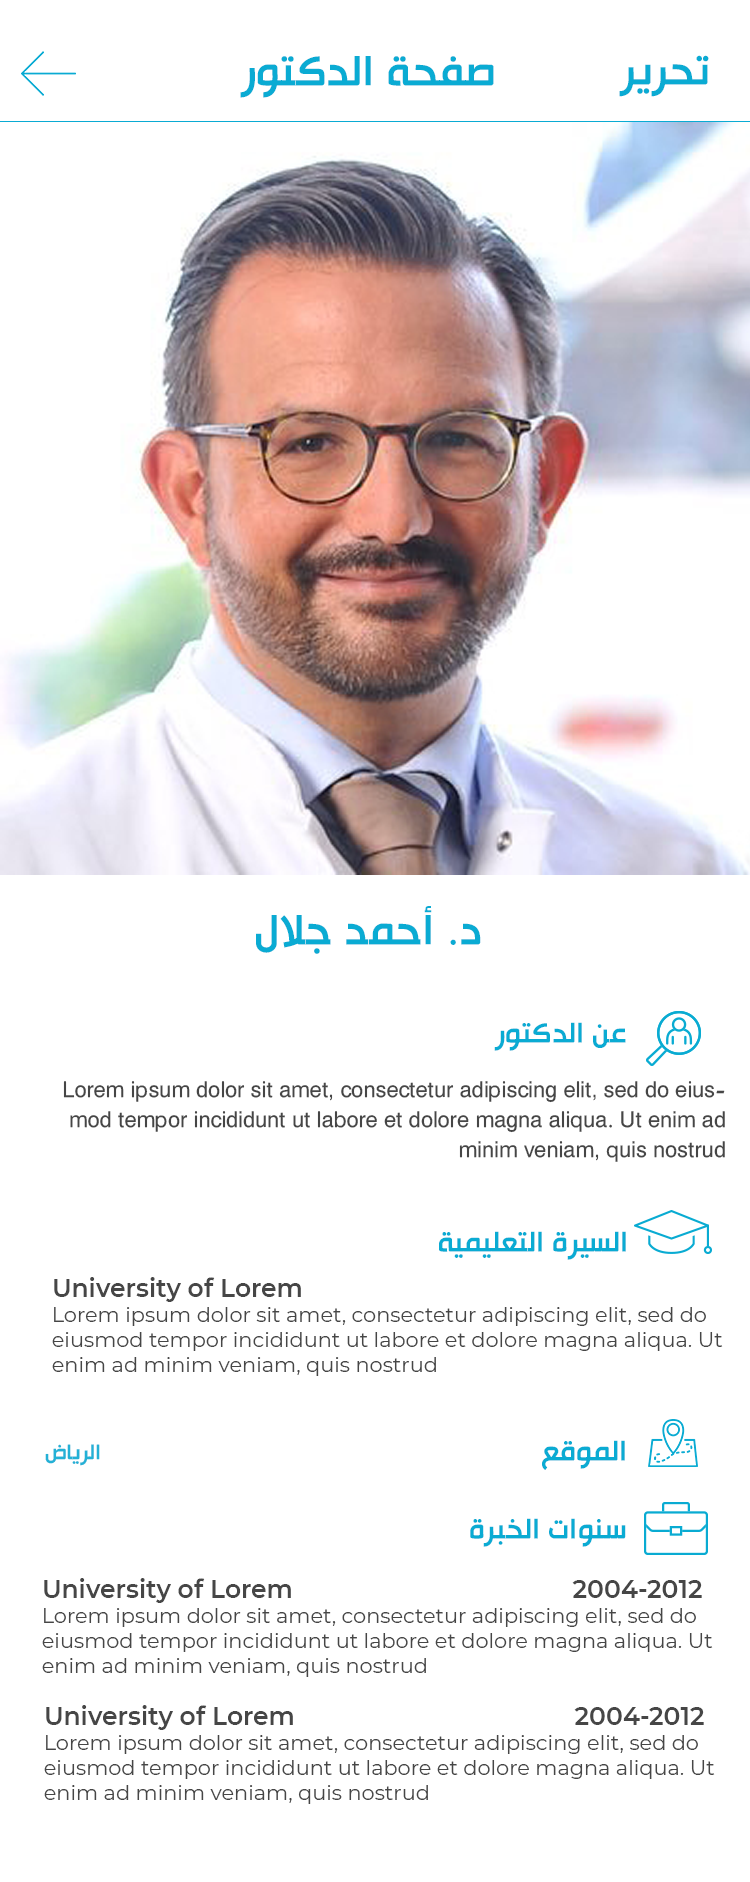 تحرير
صفحة الدكتور
د. أحمد جلال
عن الدكتور
Lorem ipsum dolor sit amet, consectetur adipiscing elit, sed do eius-
mod tempor incididunt ut labore et dolore magna aliqua. Ut enim ad
minim veniam, quis nostrud
السيرة التعليمية
University of Lorem
Lorem ipsum dolor sit amet, consectetur adipiscing elit, sed do
eiusmod tempor incididunt ut labore et dolore magna aliqua. Ut
enim ad minim veniam, quis nostrud
الموقع
الرياض
سنوات الخبرة
University of Lorem 2004-2012
Lorem ipsum dolor sit amet, consectetur adipiscing elit, sed do
eiusmod tempor incididunt ut labore et dolore magna aliqua. Ut
enim ad minim veniam, quis nostrud
University of Lorem 2004-2012
Lorem ipsum dolor sit amet, consectetur adipiscing elit, sed do
eiusmod tempor incididunt ut labore et dolore magna aliqua. Ut
enim ad minim veniam, quis nostrud